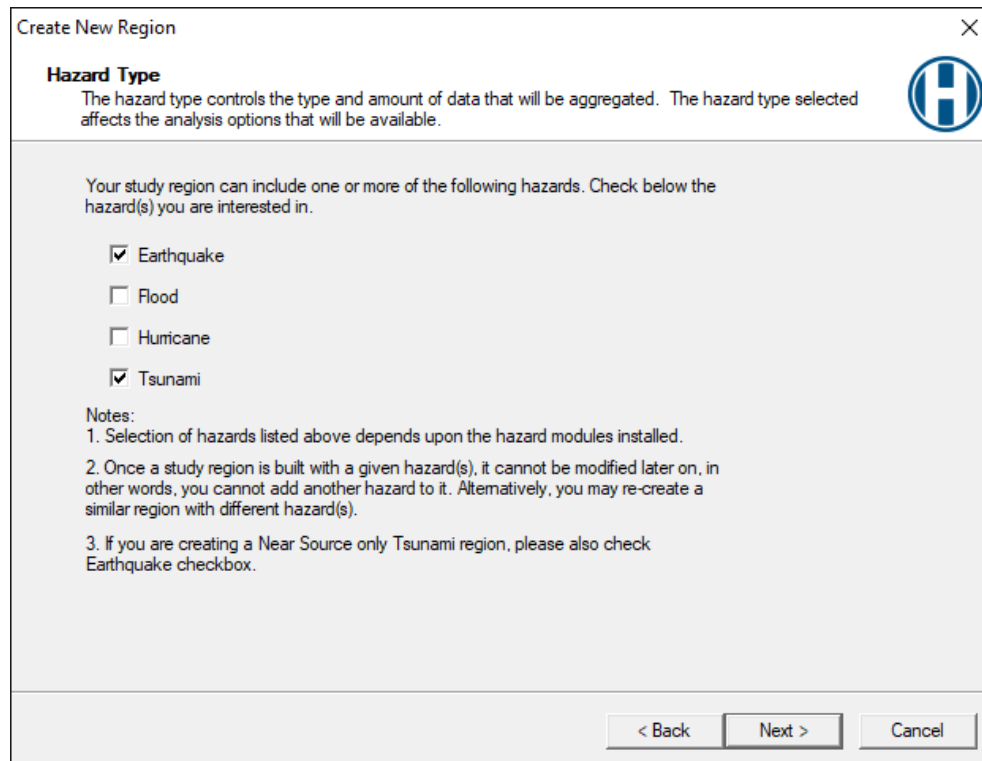 Create New Region
Hazard Type
The hazard type controls the type and amount of data that will be aggregated.  The hazard type selected
affects the analysis options that will be available.
Your study region can include one or more of the following hazards. Check below the
hazard(s) you are interested in.
Earthquake
Flood
Hurricane
Tsunami
Notes:
1. Selection of hazards listed above depends upon the hazard modules installed.
2. Once a study region is built with a given hazard(s), it cannot be modified later on, in
other words, you cannot add another hazard to it. Alternatively, you may re-create a
similar region with different hazard(s).
3. If you are creating a Near Source only Tsunami region, please also check
Earthquake checkbox.
< Back
Next >
Cancel